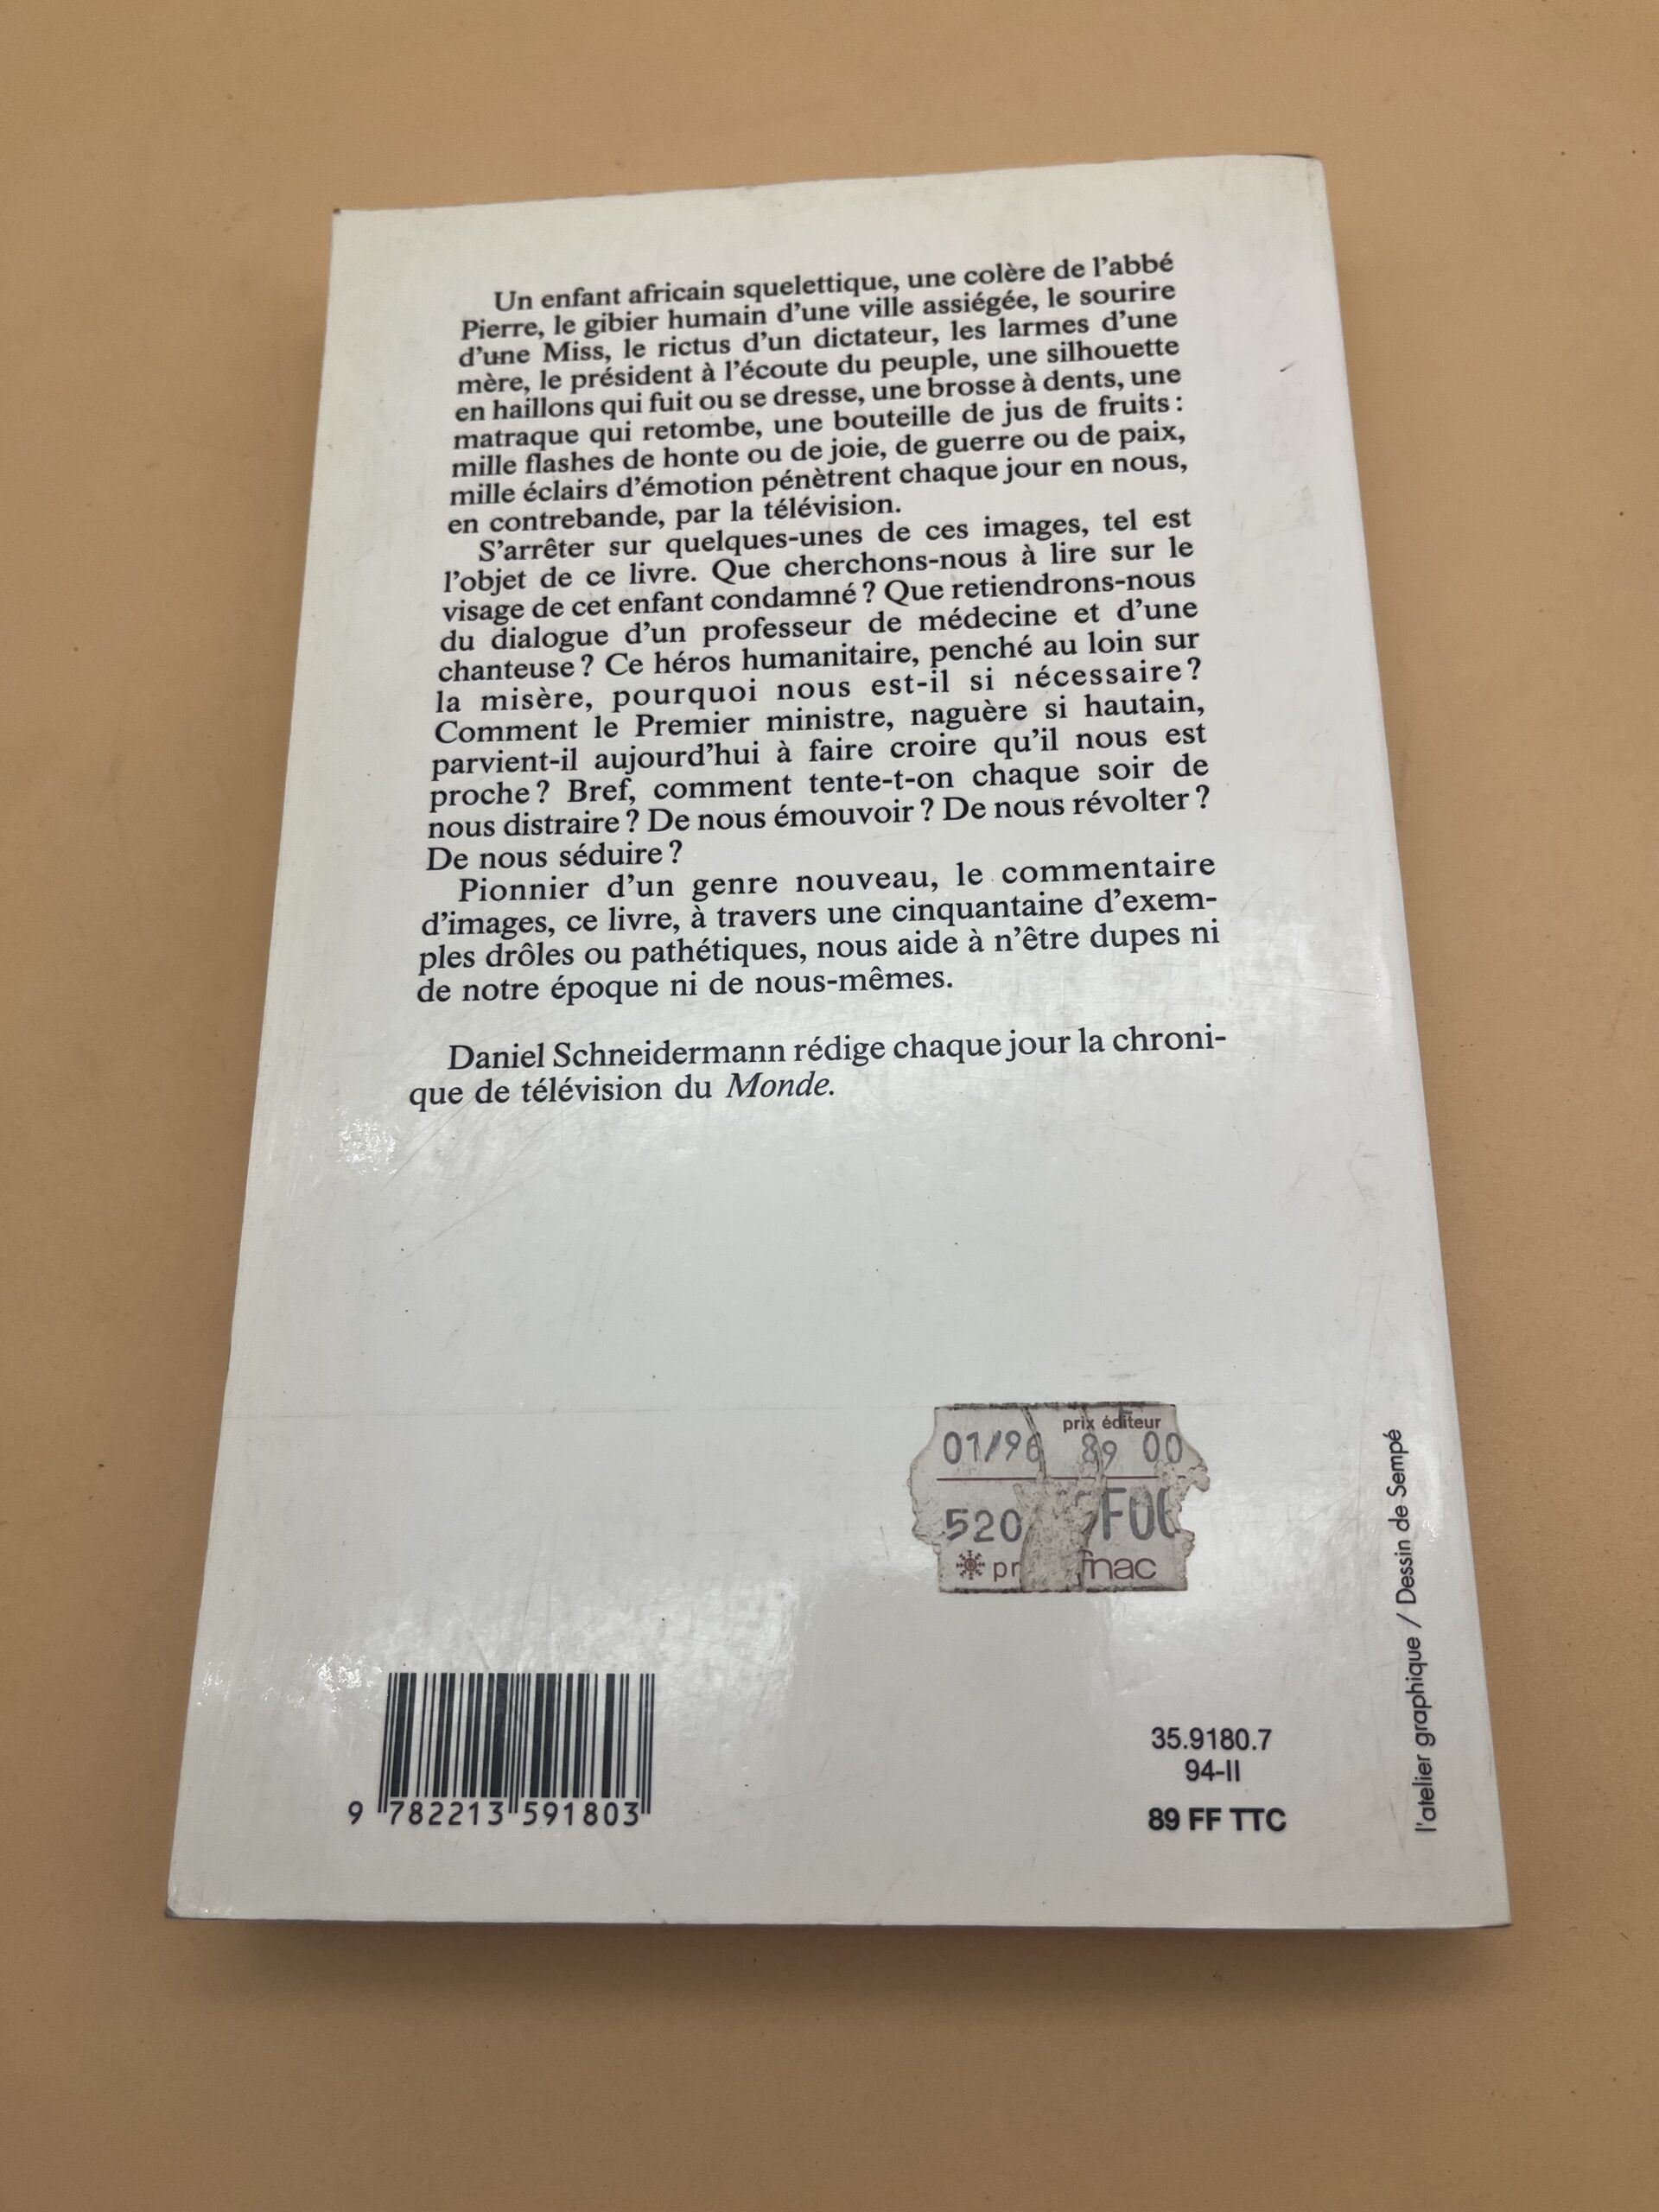 Un enfant africain squelettique, une colère de l'abbé
Pierre, le gibier humain d'une ville assiégée, le sourire
d'une Miss, le rictus d'un dictateur, les larmes d'une
mère, le président à l'écoute du peuple, une silhouette
en haillons qui fuit ou se dresse, une brosse à dents, une
matraque qui retombe, une bouteille de jus de fruits :
mille flashes de honte ou de joie, de guerre ou de paix,
mille éclairs d'émotion pénètrent chaque jour en nous,
en contrebande, par la télévision.
S'arrêter sur quelques-unes de ces images, tel est
l'objet de ce livre. Que cherchons-nous à lire sur le
visage de cet enfant condamné ? Que retiendrons-nous
du dialogue d'un professeur de médecine et d'une
chanteuse ? Ce héros humanitaire, penché au loin sur
la misère, pourquoi nous est-il si nécessaire ?
Comment le Premier ministre, naguère si hautain,
parvient-il aujourd'hui à faire croire qu'il nous est
proche ? Bref, comment tente-t-on chaque soir de
nous distraire ? De nous émouvoir ? De nous révolter ?
De nous séduire ?
Pionnier d'un genre nouveau, le commentaire
d'images, ce livre, à travers une cinquantaine d'exem-
ples drôles ou pathétiques, nous aide à n'être dupes ni
de notre époque ni de nous-mêmes.
Daniel Schneidermann rédige chaque jour la chroni-
que de télévision du Monde.
prix éditeur
01/96 89 00
520
fnac
9 782213 591803
35.9180.7
94-II
89 FF TTC
l'atelier graphique / Dessin de Sempé